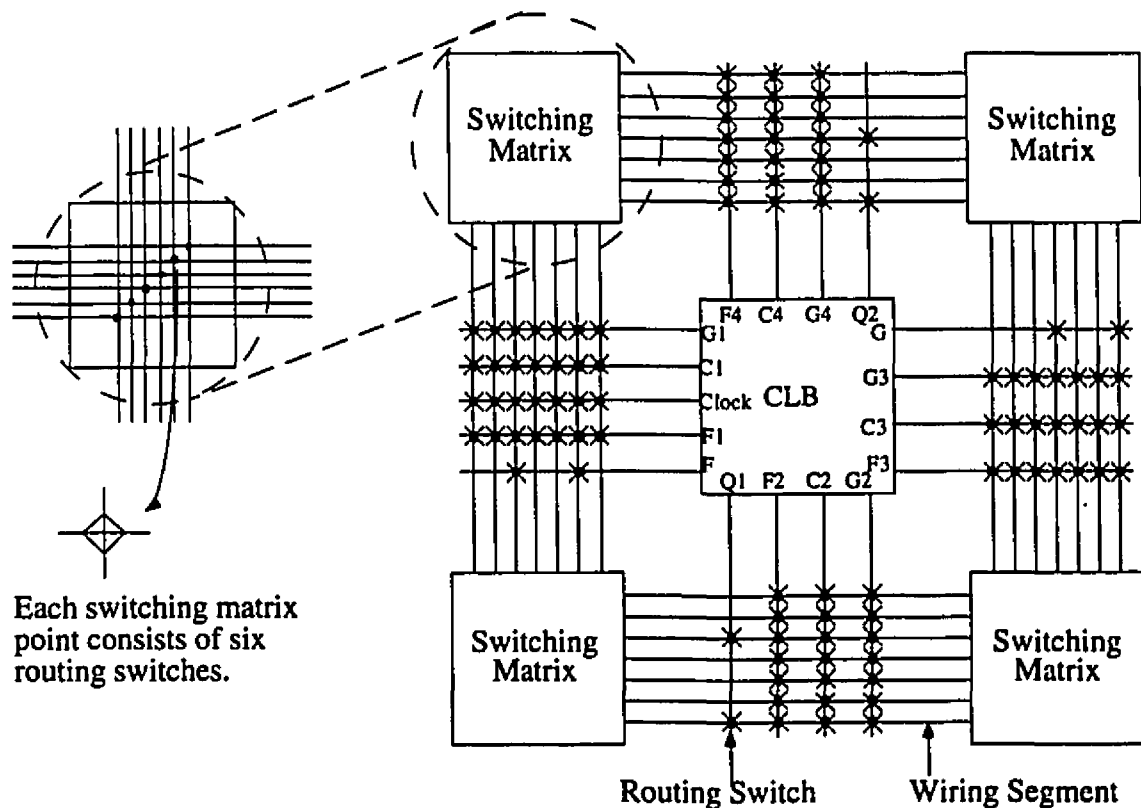 Switching
Matrix
Switching
Matrix
F4 C4 G4 Q2
G1
G
C1
G3
Clock
CLB
C3
F1
F3
F
Q1 F2 C2 G2
Each switching matrix
point consists of six
routing switches.
Switching
Matrix
Switching
Matrix
Routing Switch
Wiring Segment